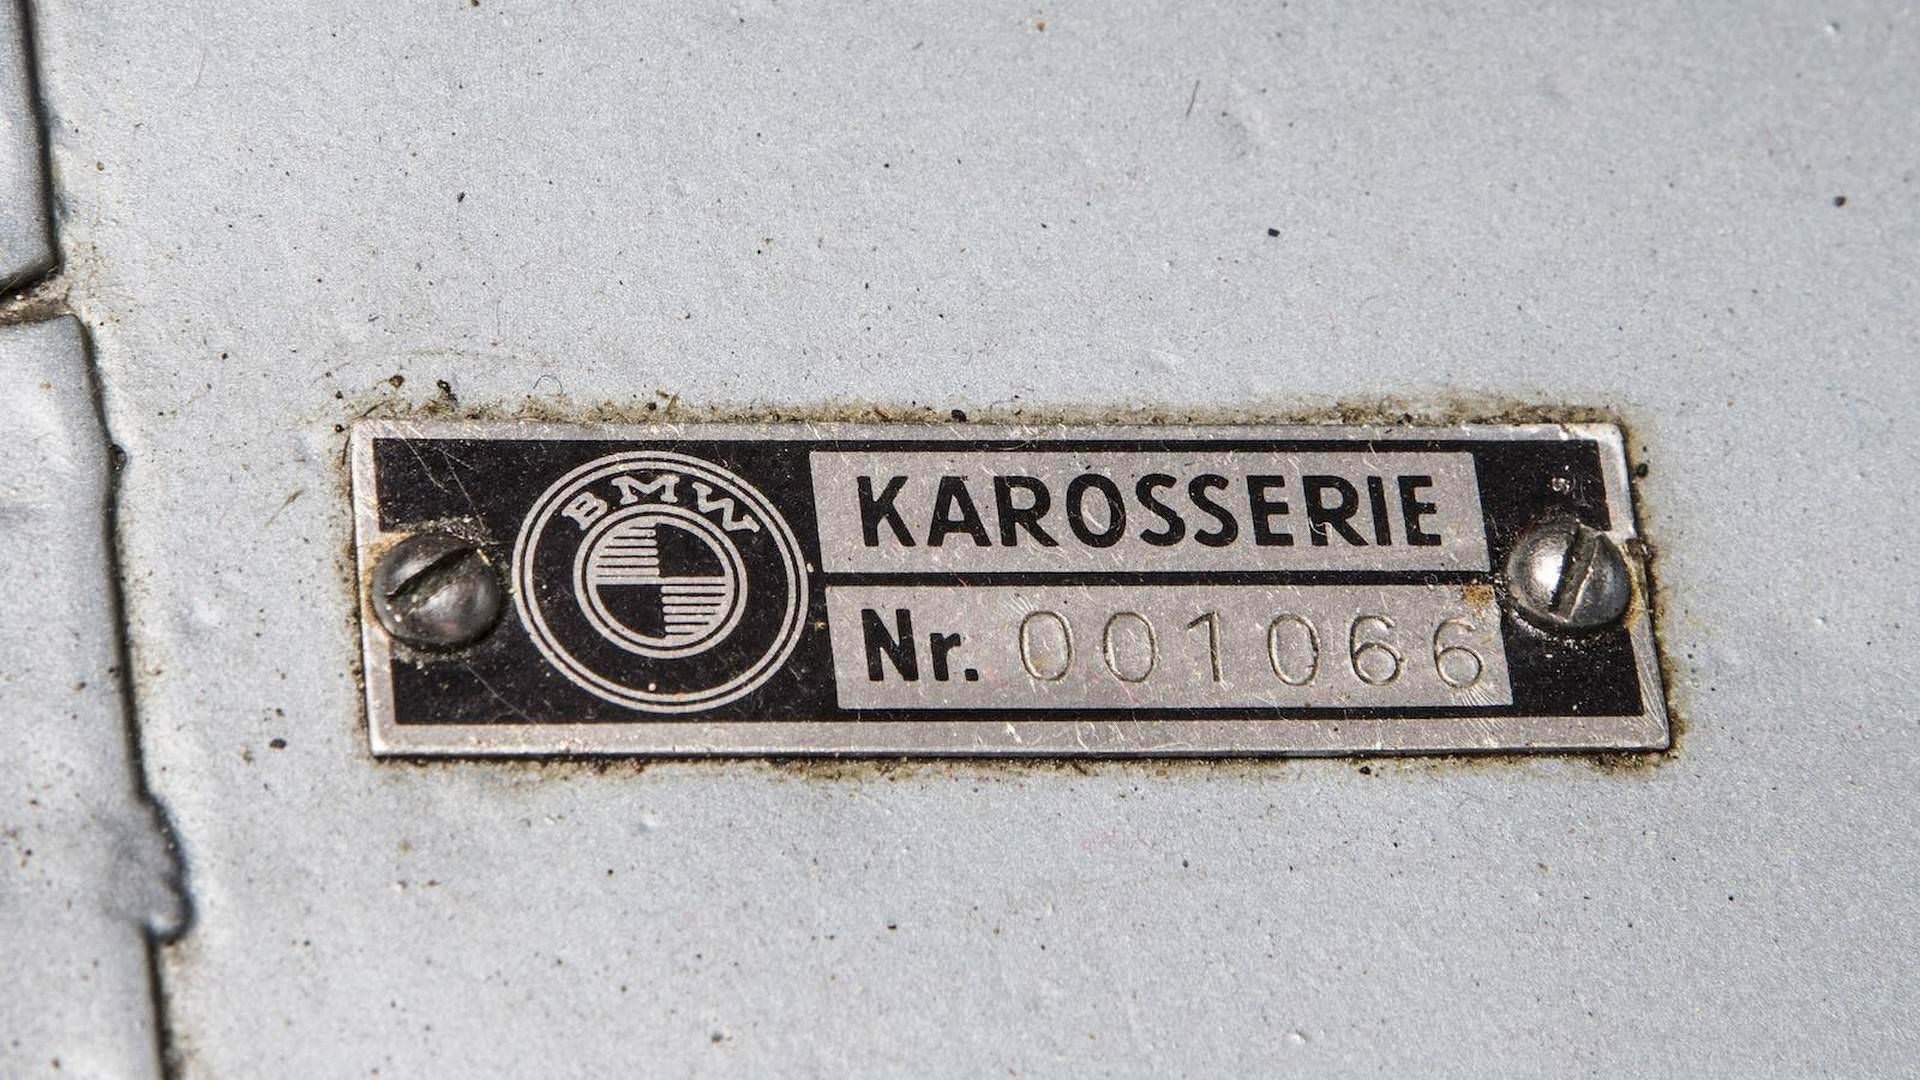 BMW
KAROSSERIE
Nr. 001066